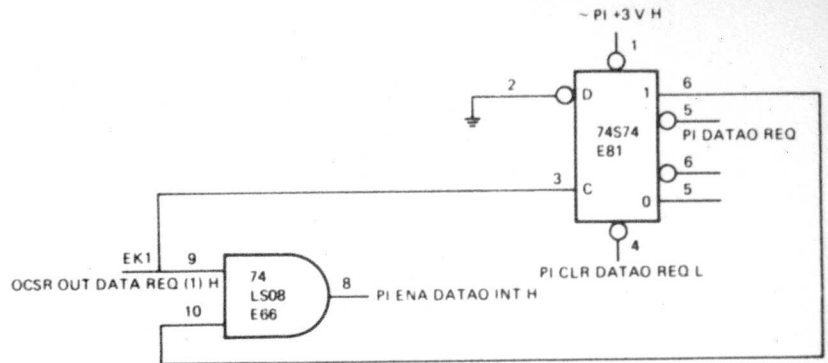 ~ PI +3 V H
1
2
D
1
6
5
PI DATAO REQ
74S74
E81
6
3
C
0
5
4
PI CLR DATAO REQ L
EK1
9
OCSR OUT DATA REQ (1) H
74
LS08
E66
8
PI ENA DATAO INT H
10